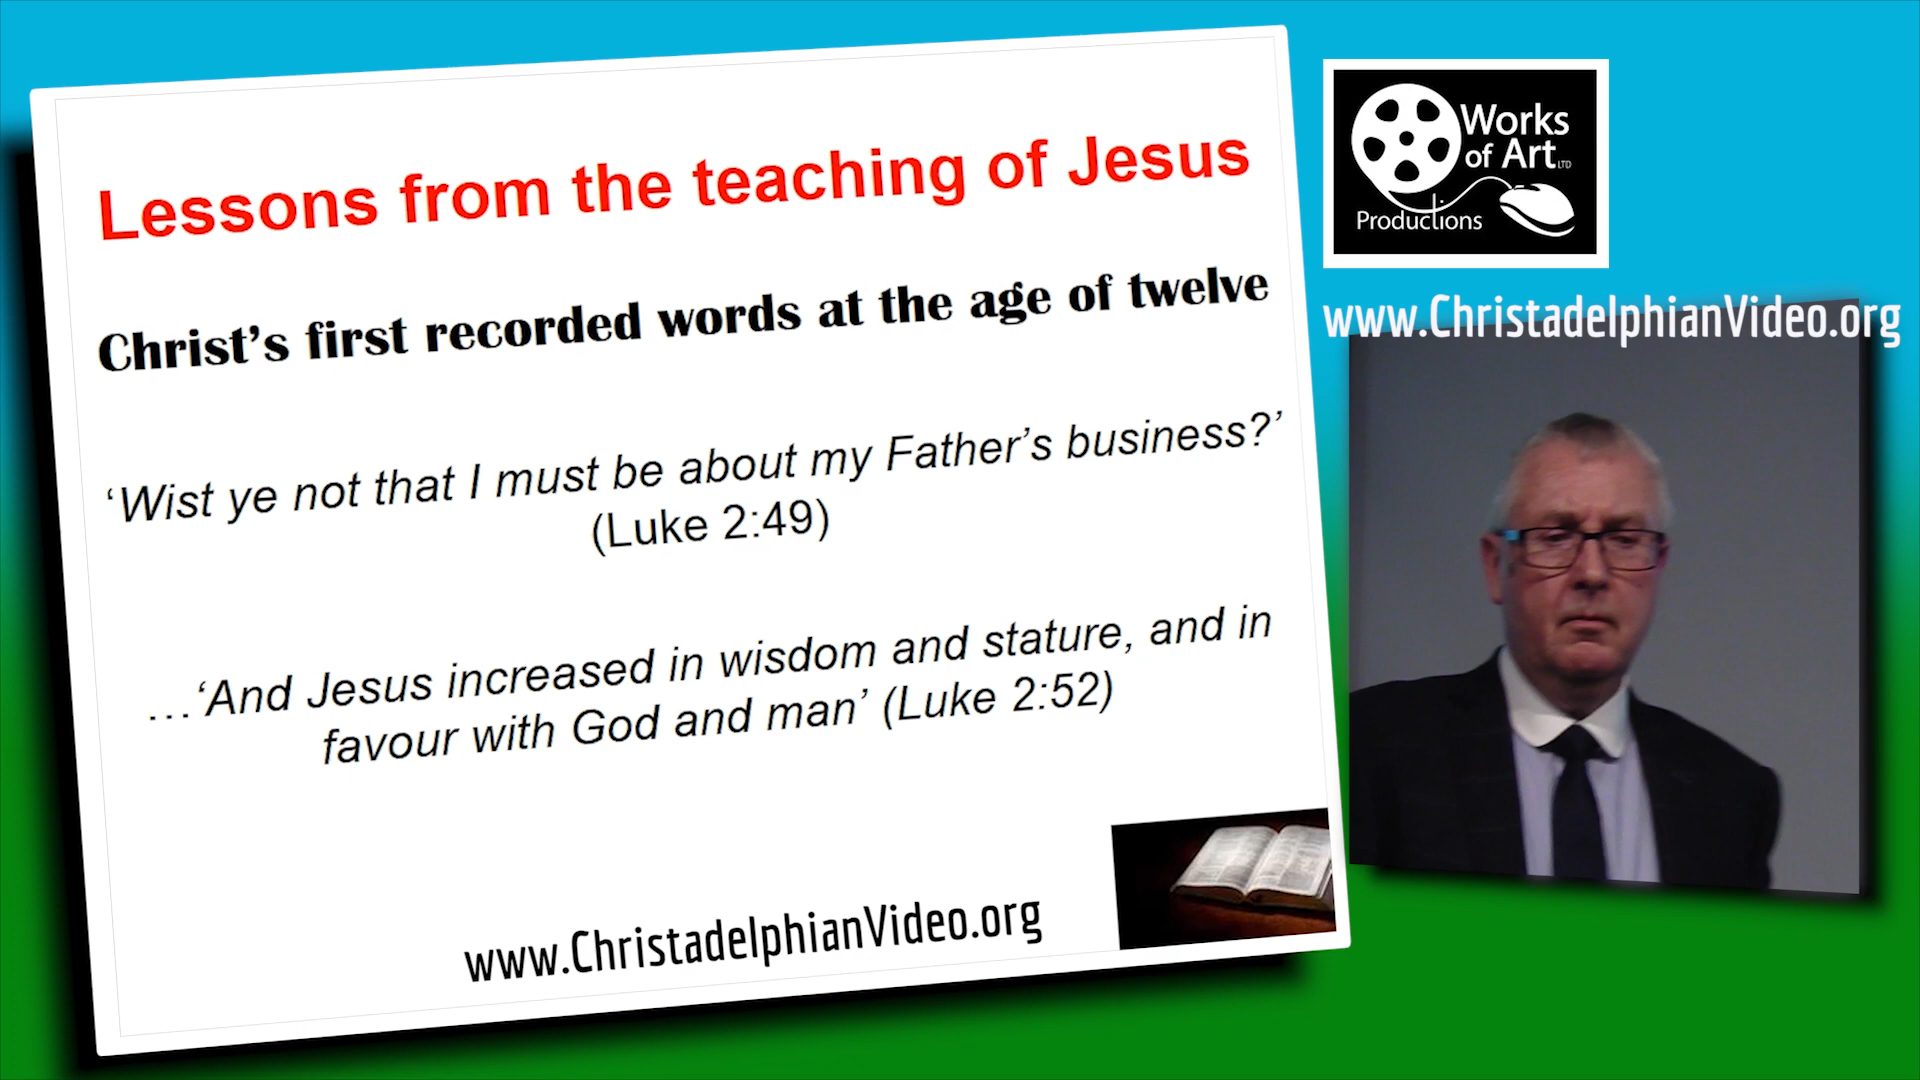 Lessons from the teaching of Jesus
Christ’s first recorded words at the age of twelve
‘Wist ye not that I must be about my Father’s business?’
(Luke 2:49)
…‘And Jesus increased in wisdom and stature, and in
favour with God and man’ (Luke 2:52)
www.ChristadelphianVideo.org
Works
of Art LTD
Productions
www.ChristadelphianVideo.org